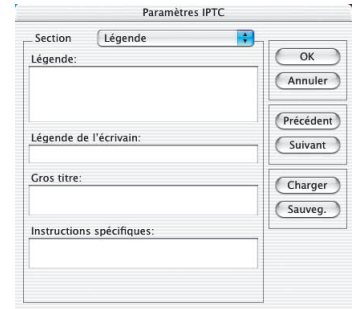 Paramètres IPTC
Section Légende
Légende:
Légende de l'écrivain:
Gros titre:
Instructions spécifiques:
OK
Annuler
Précédent
Suivant
Charger
Sauveg.